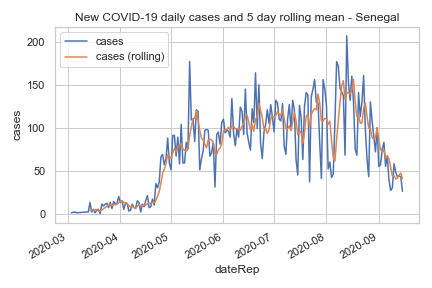 New COVID-19 daily cases and 5 day rolling mean - Senegal
cases
cases (rolling)
200
150
100
50
0
cases
2020-03
2020-04
2020-05
2020-06
2020-07
2020-08
2020-09
dateRep